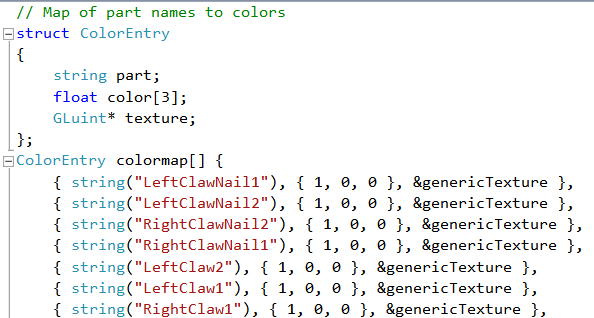 // Map of part names to colors
struct ColorEntry
{
    string part;
    float color[3];
    GLuint* texture;
};
ColorEntry colormap[] {
    { string("LeftClawNail1"), { 1, 0, 0 }, &genericTexture },
    { string("LeftClawNail2"), { 1, 0, 0 }, &genericTexture },
    { string("RightClawNail2"), { 1, 0, 0 }, &genericTexture },
    { string("RightClawNail1"), { 1, 0, 0 }, &genericTexture },
    { string("LeftClaw2"), { 1, 0, 0 }, &genericTexture },
    { string("LeftClaw1"), { 1, 0, 0 }, &genericTexture },
    { string("RightClaw1"), { 1, 0, 0 }, &genericTexture },